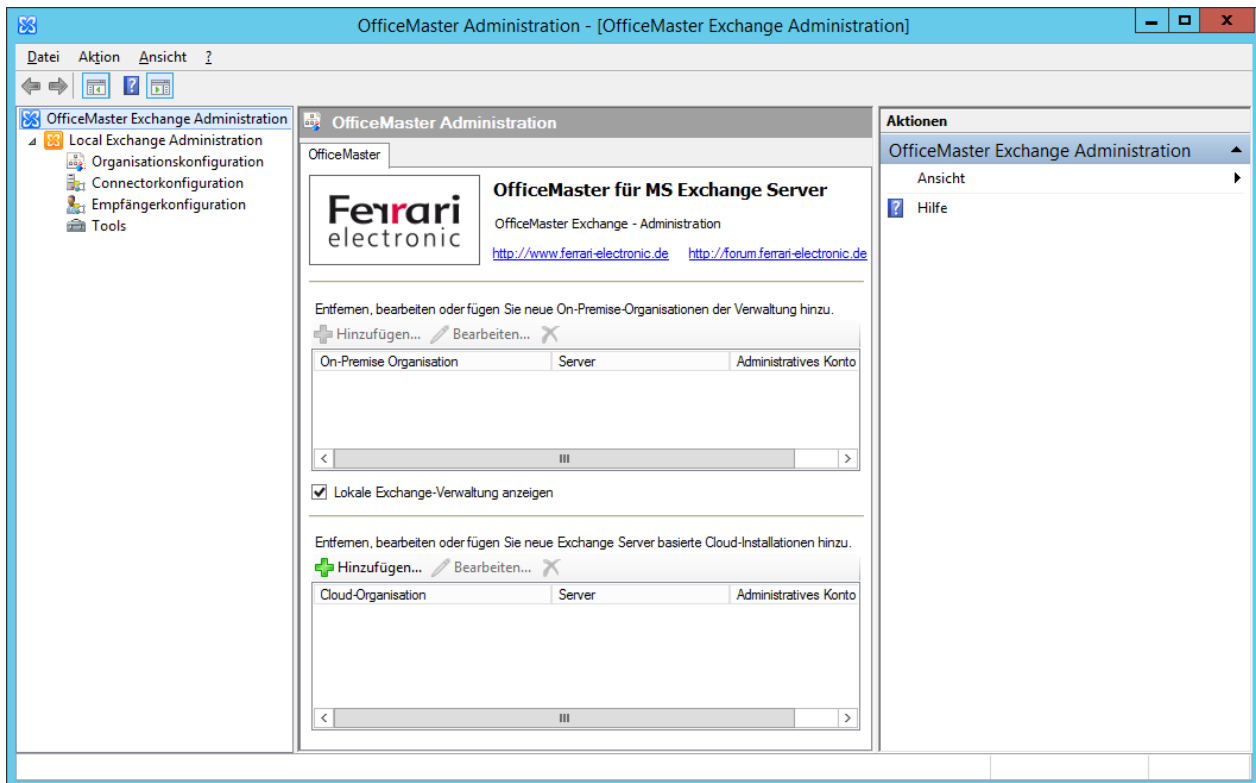 OfficeMaster Administration - [OfficeMaster Exchange Administration]
Datei Aktion Ansicht ?
OfficeMaster Exchange Administration
Local Exchange Administration
Organisationskonfiguration
Connectorkonfiguration
Empfängerkonfiguration
Tools
OfficeMaster Administration
OfficeMaster
Ferrari
electronic
OfficeMaster für MS Exchange Server
OfficeMaster Exchange - Administration
http://www.ferrari-electronic.de http://forum.ferrari-electronic.de
Entfernen, bearbeiten oder fügen Sie neue On-Premise-Organisationen der Verwaltung hinzu.
Hinzufügen... Bearbeiten...
On-Premise Organisation Server Administratives Konto
Lokale Exchange-Verwaltung anzeigen
Entfernen, bearbeiten oder fügen Sie neue Exchange Server basierte Cloud-Installationen hinzu.
Hinzufügen... Bearbeiten...
Cloud-Organisation Server Administratives Konto
Aktionen
OfficeMaster Exchange Administration
Ansicht
Hilfe